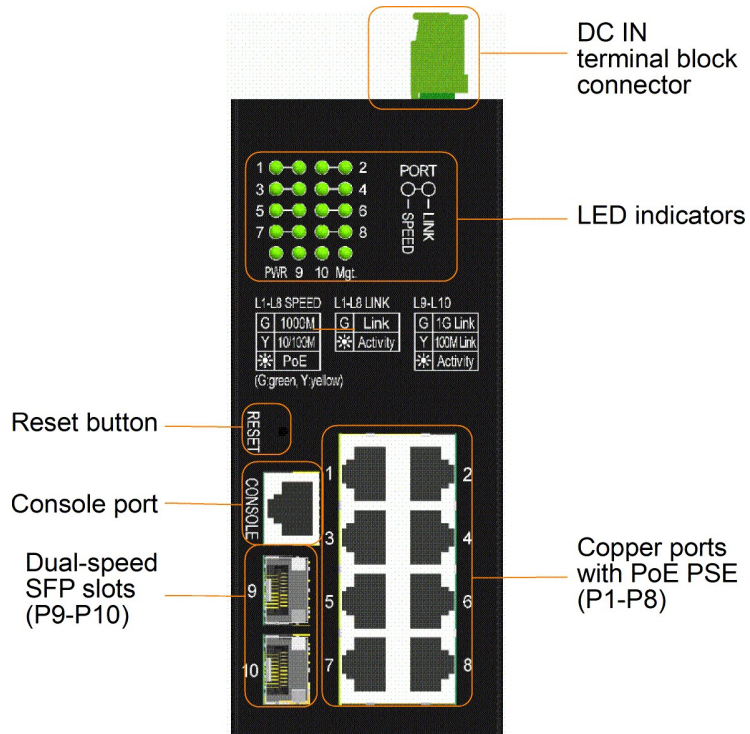 DC IN
terminal block
connector
1 2
3 4
5 6
7 8
PWR 9 10 Mgt.
PORT
SPEED
LINK
LED indicators
L1-L8 SPEED
G 1000M
Y 10/100M
PoE
(G:green, Y:yellow)
L1-L8 LINK
G Link
Activity
L9-L10
G 1G Link
Y 100M Link
Activity
Reset button
RESET
Console port
CONSOLE
Dual-speed
SFP slots
(P9-P10)
9
10
1 2
3 4
5 6
7 8
Copper ports
with PoE PSE
(P1-P8)